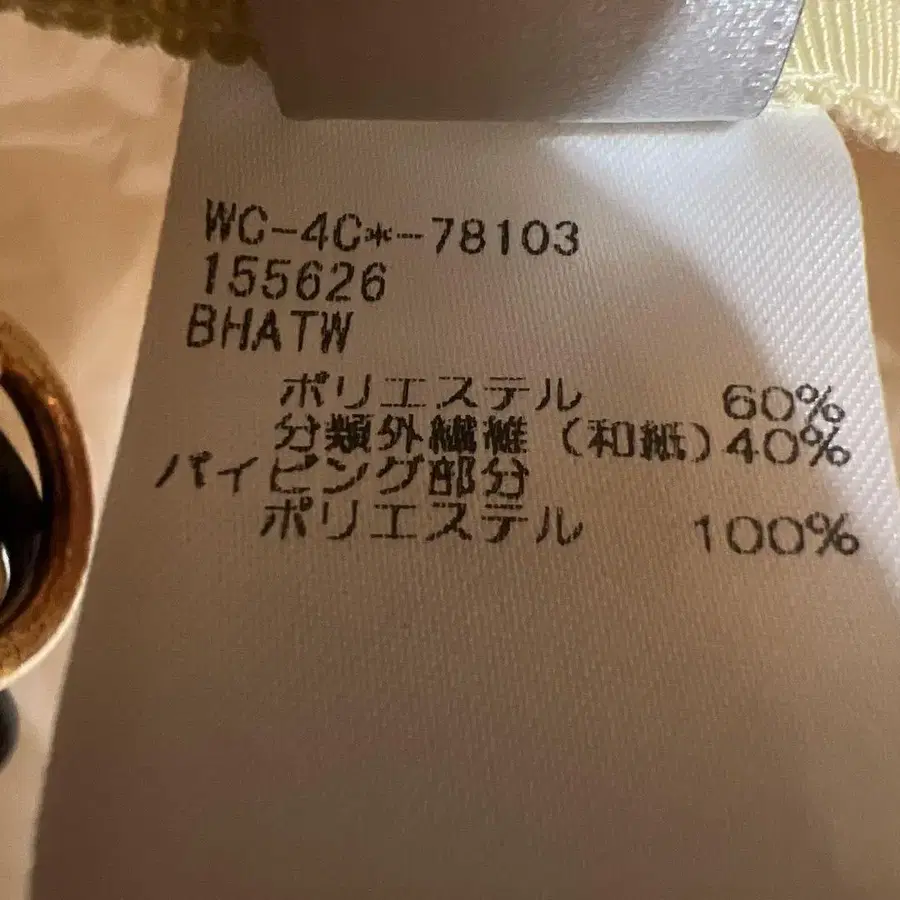 WC-4C*-78103
155626
BHATW
ポリエステル 60%
分類外繊維（和紙）40%
パイピング部分
ポリエステル 100%